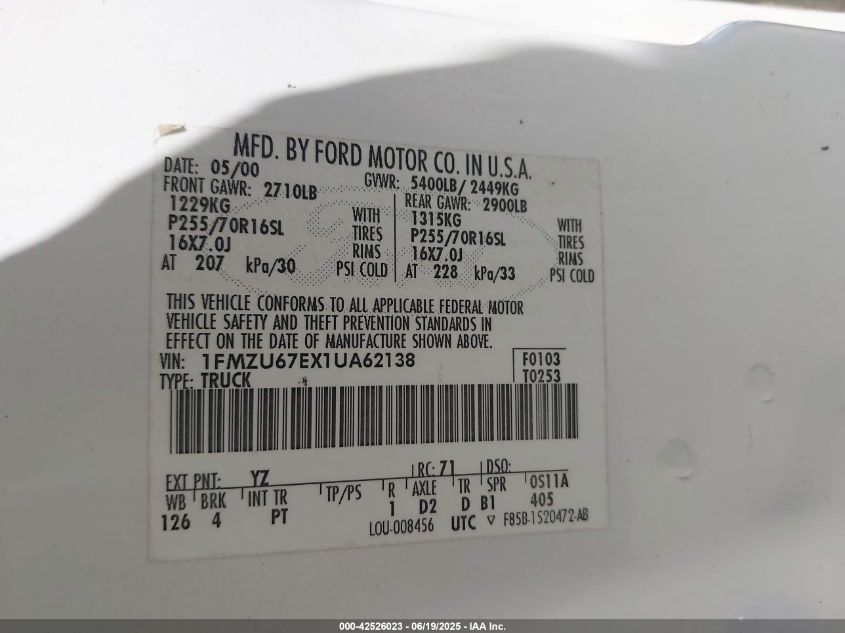 MFD. BY FORD MOTOR CO. IN U.S.A.
DATE: 05/00 GVWR: 5400LB/ 2449KG
FRONT GAWR: 2710LB REAR GAWR: 2900LB
1229KG WITH 1315KG WITH
P255/70R16SL TIRES P255/70R16SL TIRES
16X7.0J RIMS 16X7.0J RIMS
AT 207 kPa/30 PSI COLD AT 228 kPa/33 PSI COLD
THIS VEHICLE CONFORMS TO ALL APPLICABLE FEDERAL MOTOR
VEHICLE SAFETY AND THEFT PREVENTION STANDARDS IN
EFFECT ON THE DATE OF MANUFACTURE SHOWN ABOVE.
VIN: 1FMZU67EX1UA62138 F0103
TYPE: TRUCK T0253
EXT PNT: YZ RC: 71 DSO:
WB BRK INT TR TP/PS R AXLE TR SPR 0S11A
126 4 PT 1 D2 D B1 405
LOU-008456 UTC ▽ F85B-1520472-AB
000-42526023 - 06/19/2025 - IAA Inc.